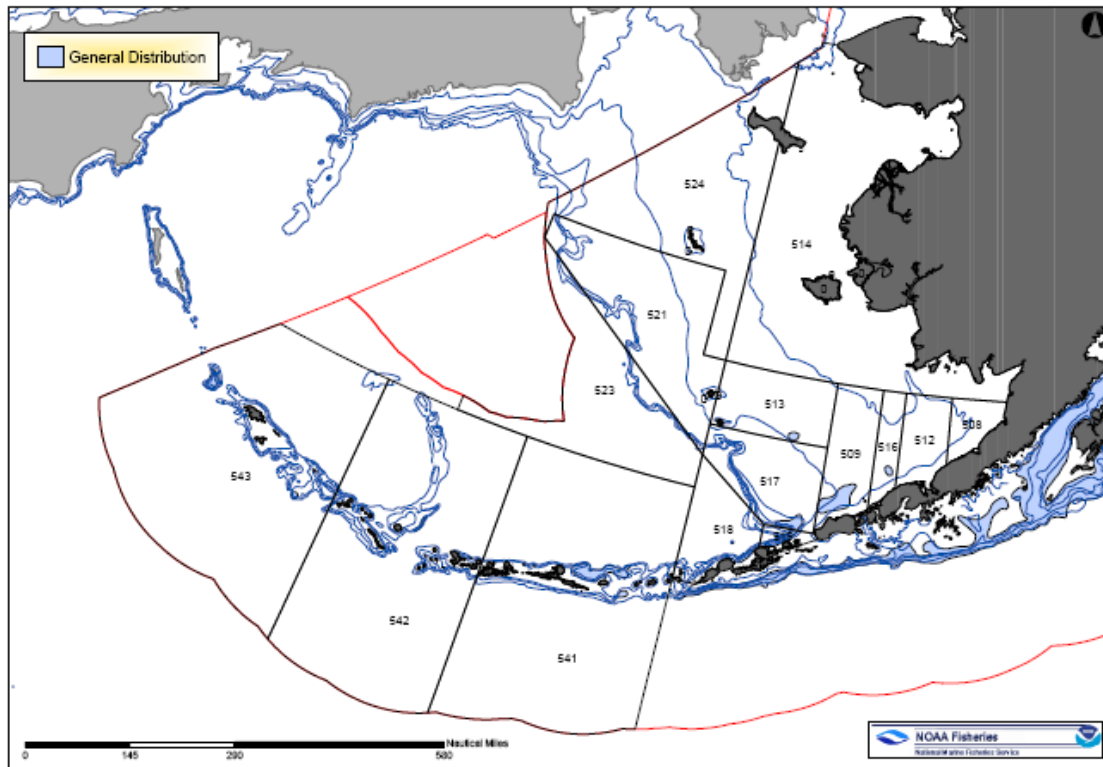 General Distribution
524
514
521
523
513
508
509
516
512
517
543
518
542
541
Nautical Miles
0 145 290 580
NOAA Fisheries
National Marine Fisheries Service